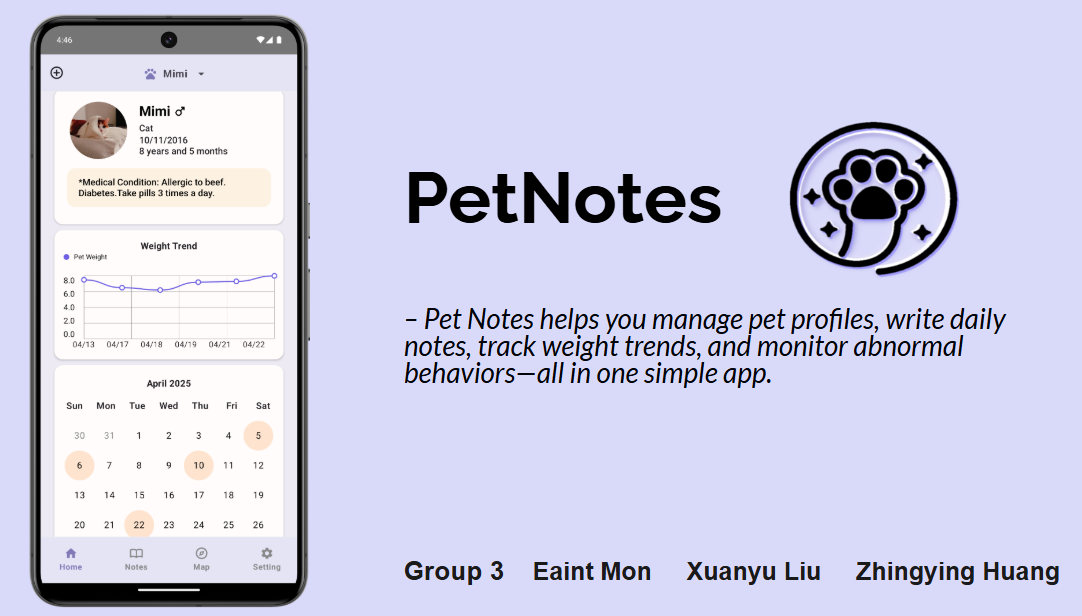 4:46
Mimi
Mimi ♂
Cat
10/11/2016
8 years and 5 months
*Medical Condition: Allergic to beef.
Diabetes.Take pills 3 times a day.
Weight Trend
Pet Weight
8.0
6.0
4.0
2.0
0.0
04/13 04/17 04/18 04/19 04/21 04/22
April 2025
Sun Mon Tue Wed Thu Fri Sat
30 31 1 2 3 4 5
6 7 8 9 10 11 12
13 14 15 16 17 18 19
20 21 22 23 24 25 26
Home Notes Map Setting
PetNotes
– Pet Notes helps you manage pet profiles, write daily
notes, track weight trends, and monitor abnormal
behaviors—all in one simple app.
Group 3 Eaint Mon Xuanyu Liu Zhingying Huang